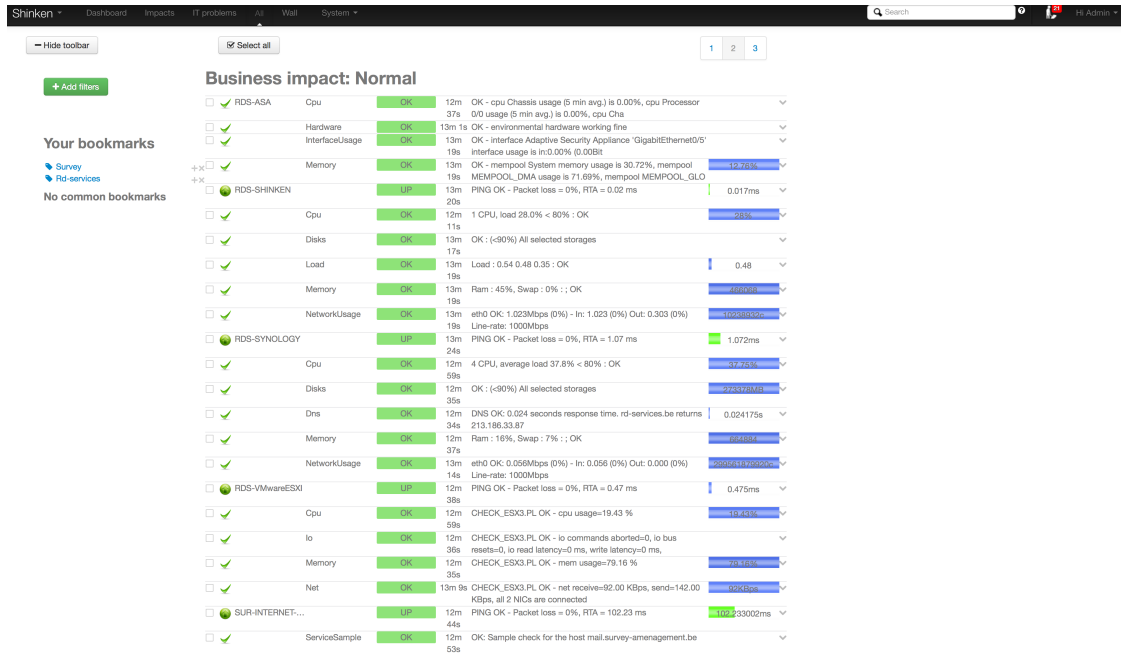 Shinken Dashboard Impacts IT problems All Wall System Search 21 Hi Admin
Hide toolbar Select all 1 2 3
Business impact: Normal
Add filters
Your bookmarks
Survey
Rd-services
No common bookmarks
RDS-ASA Cpu OK 12m OK - cpu Chassis usage (5 min avg.) is 0.00%, cpu Processor
37s 0/0 usage (5 min avg.) is 0.00%, cpu Cha
Hardware OK 13m 1s OK - environmental hardware working fine
InterfaceUsage OK 13m OK - interface Adaptive Security Appliance 'GigabitEthernet0/5'
19s interface usage is in:0.00% (0.00Bit
Memory OK 13m OK - mempool System memory usage is 30.72%, mempool 12.76%
19s MEMPOOL_DMA usage is 71.69%, mempool MEMPOOL_GLO
RDS-SHINKEN UP 13m PING OK - Packet loss = 0%, RTA = 0.02 ms 0.017ms
20s
Cpu OK 12m 1 CPU, load 28.0% < 80% : OK 28%
11s
Disks OK 13m OK : (<90%) All selected storages
17s
Load OK 13m Load : 0.54 0.48 0.35 : OK 0.48
19s
Memory OK 13m Ram : 45%, Swap : 0% : ; OK
19s
NetworkUsage OK 13m eth0 OK: 1.023Mbps (0%) - In: 1.023 (0%) Out: 0.303 (0%)
19s Line-rate: 1000Mbps
RDS-SYNOLOGY UP 13m PING OK - Packet loss = 0%, RTA = 1.07 ms 1.072ms
24s
Cpu OK 12m 4 CPU, average load 37.8% < 80% : OK 37.75%
59s
Disks OK 12m OK : (<90%) All selected storages
35s
Dns OK 12m DNS OK: 0.024 seconds response time. rd-services.be returns 0.024175s
34s 213.186.33.87
Memory OK 12m Ram : 16%, Swap : 7% : ; OK
37s
NetworkUsage OK 13m eth0 OK: 0.056Mbps (0%) - In: 0.056 (0%) Out: 0.000 (0%)
14s Line-rate: 1000Mbps
RDS-VMwareESXI UP 12m PING OK - Packet loss = 0%, RTA = 0.47 ms 0.475ms
38s
Cpu OK 12m CHECK_ESX3.PL OK - cpu usage=19.43 % 19.43%
59s
Io OK 12m CHECK_ESX3.PL OK - io commands aborted=0, io bus
36s resets=0, io read latency=0 ms, write latency=0 ms,
Memory OK 12m CHECK_ESX3.PL OK - mem usage=79.16 % 79.16%
35s
Net OK 13m 9s CHECK_ESX3.PL OK - net receive=92.00 KBps, send=142.00 92KBps
KBps, all 2 NICs are connected
SUR-INTERNET-... UP 12m PING OK - Packet loss = 0%, RTA = 102.23 ms 102.233002ms
44s
ServiceSample OK 12m OK: Sample check for the host mail.survey-amenagement.be
53s